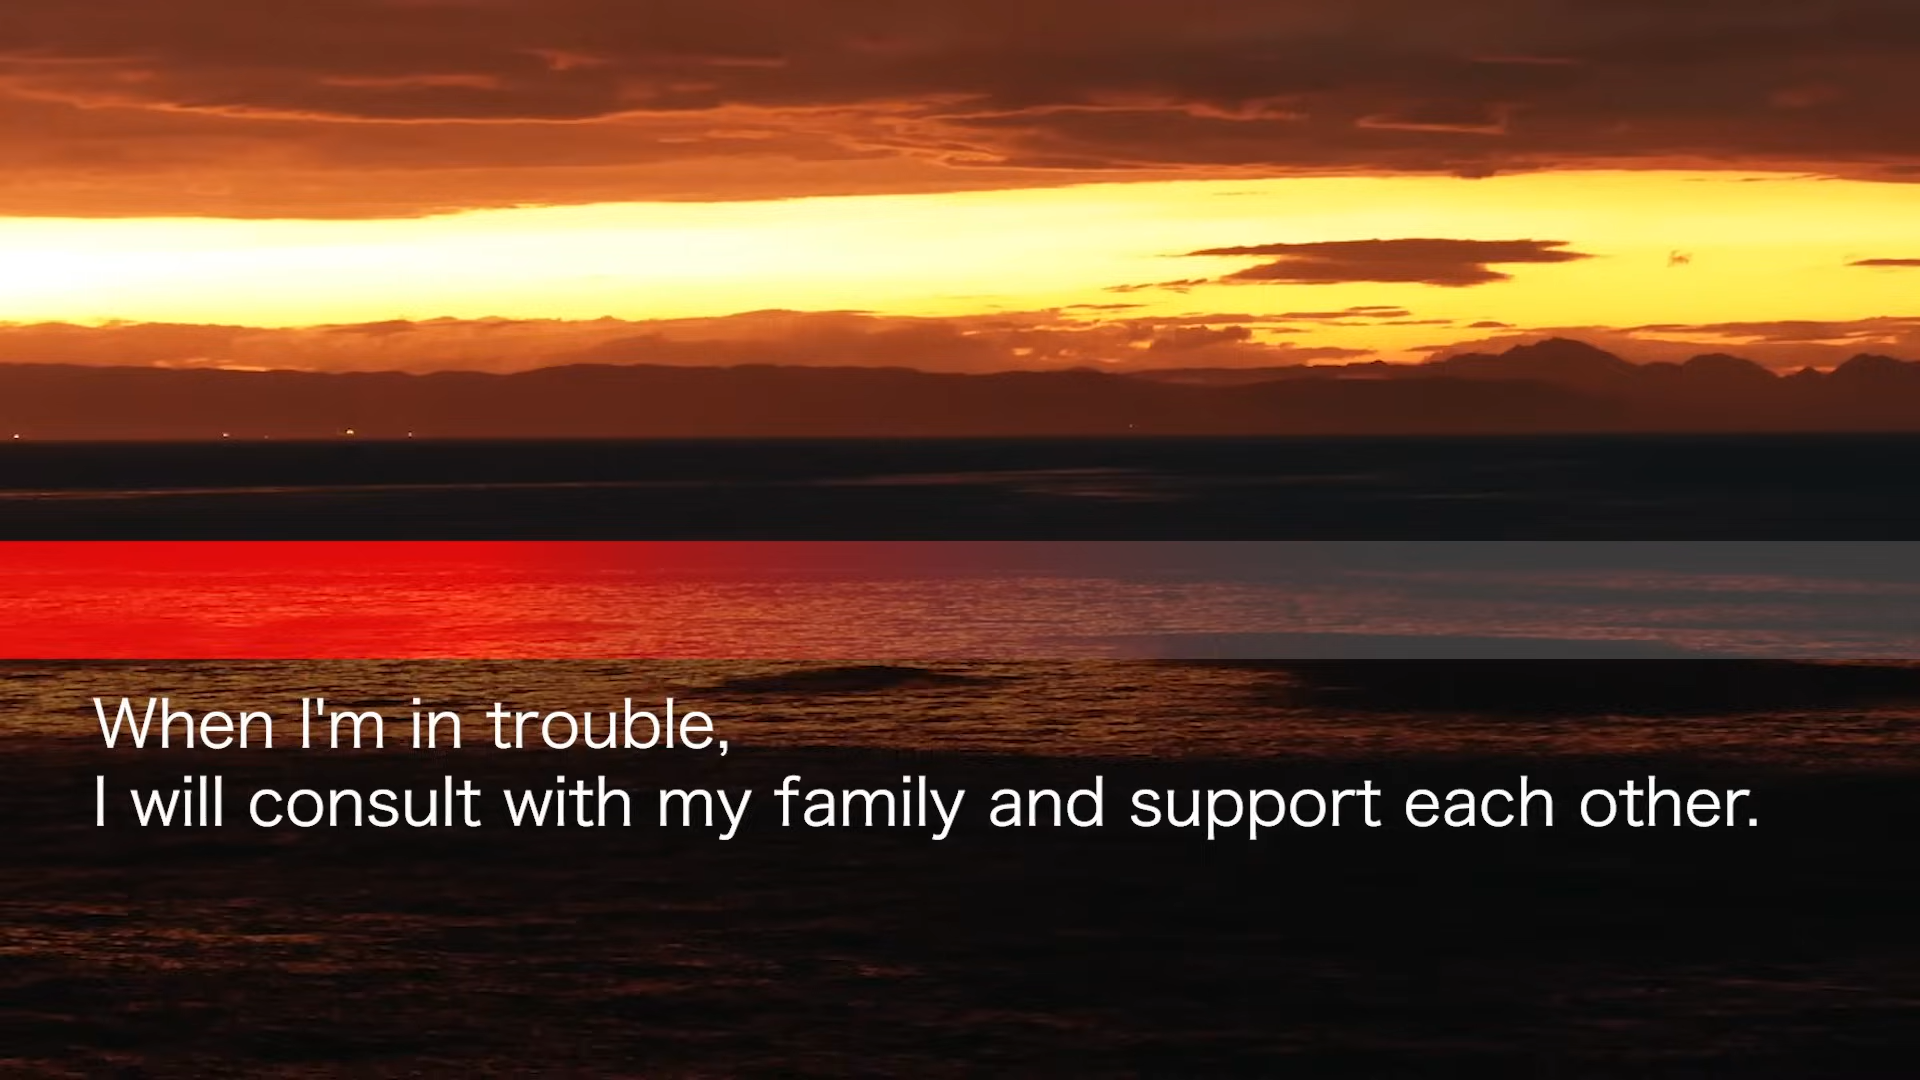 When I'm in trouble,
I will consult with my family and support each other.